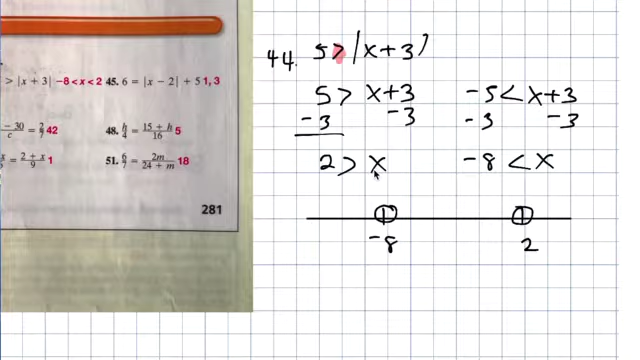 > |x + 3| -8 < x < 2 45. 6 = |x - 2| + 5 1, 3
- 30 / c = 2/7 42 48. h/4 = 15 + h / 16 5
x/5 = 2 + x / 9 1 51. 6/7 = 2m / 24 + m 18
281
44. 5 > |x + 3|
5 > x + 3 -5 < x + 3
-3 -3 -3 -3
2 > x -8 < x
-8 2